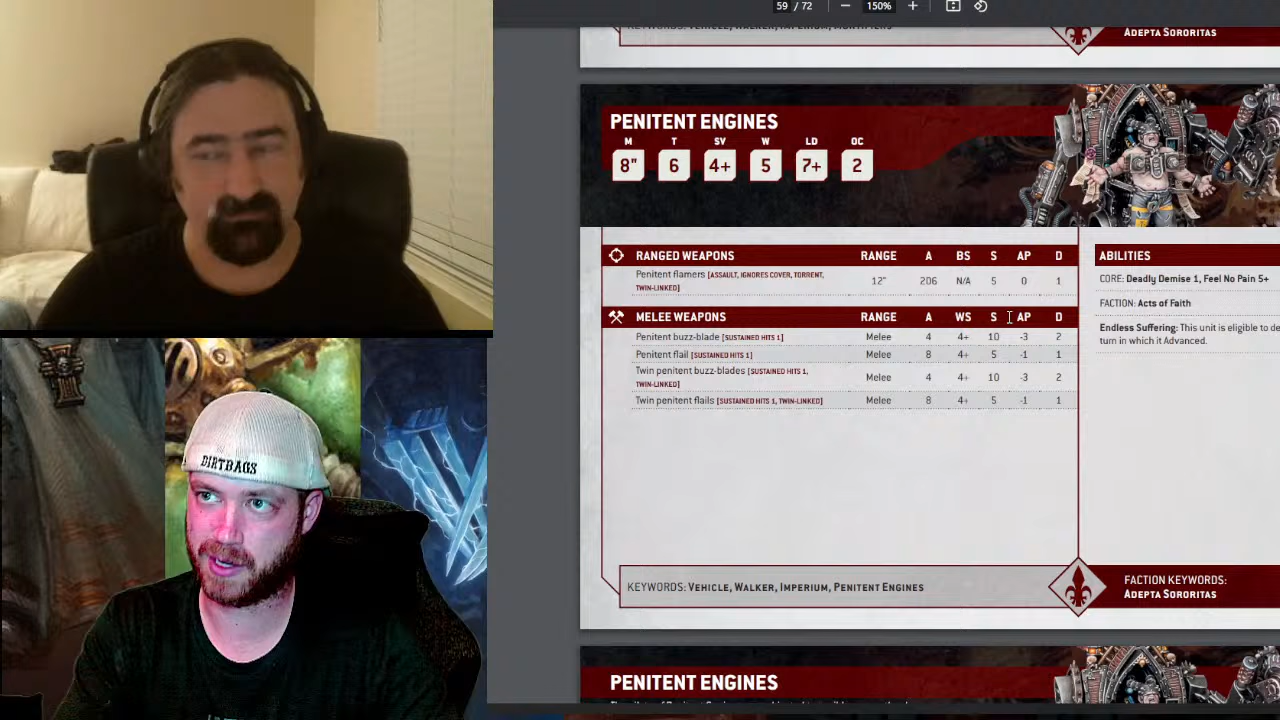 59 / 72
150%
ADEPTA SORORITAS
PENITENT ENGINES
M T SV W LD OC
8" 6 4+ 5 7+ 2
RANGED WEAPONS RANGE A BS S AP D
Penitent flamers [ASSAULT, IGNORES COVER, TORRENT,
TWIN-LINKED] 12" 2D6 N/A 5 0 1
MELEE WEAPONS RANGE A WS S AP D
Penitent buzz-blade [SUSTAINED HITS 1] Melee 4 4+ 10 -3 2
Penitent flail [SUSTAINED HITS 1] Melee 8 4+ 5 -1 1
Twin penitent buzz-blades [SUSTAINED HITS 1,
TWIN-LINKED] Melee 4 4+ 10 -3 2
Twin penitent flails [SUSTAINED HITS 1, TWIN-LINKED] Melee 8 4+ 5 -1 1
ABILITIES
CORE: Deadly Demise 1, Feel No Pain 5+
FACTION: Acts of Faith
Endless Suffering: This unit is eligible to de
turn in which it Advanced.
KEYWORDS: VEHICLE, WALKER, IMPERIUM, PENITENT ENGINES
FACTION KEYWORDS:
ADEPTA SORORITAS
PENITENT ENGINES
DIRTBAGS